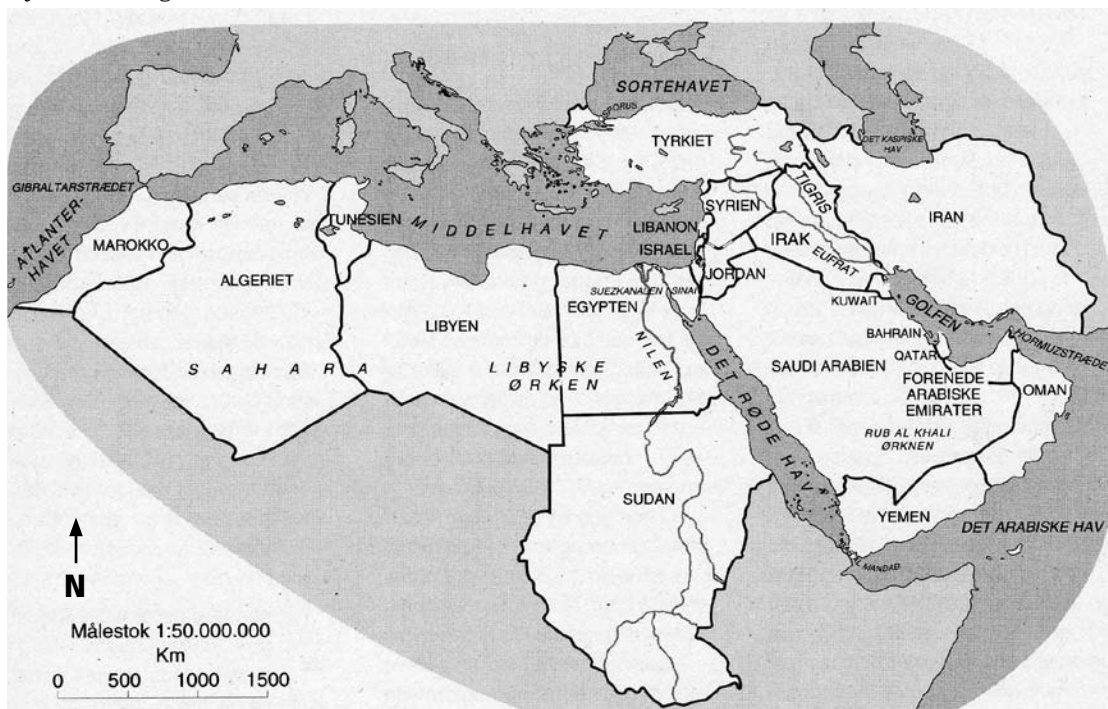 SORTEHAVET
PORUS
TYRKIET
DET KASPISKE
HAV
GIBRALTARSTRÆDET
ATLANTER-
HAVET
MAROKKO
TUNESIEN
MIDDELHAVET
SYRIEN
TIGRIS
IRAN
LIBANON
ISRAEL
IRAK
EUFRAT
JORDAN
ALGERIET
LIBYEN
SUEZKANALEN
SINAI
EGYPTEN
KUWAIT
GOLFEN
HORMUZSTRÆDE
BAHRAIN
QATAR
SAUDI ARABIEN
NILEN
DET RØDE HAV
SAHARA
LIBYSKE
ØRKEN
FORENEDE
ARABISKE
EMIRATER
OMAN
RUB AL KHALI
ØRKNEN
SUDAN
YEMEN
DET ARABISKE HAV
MANDAB
N
Målestok 1:50.000.000
Km
0 500 1000 1500